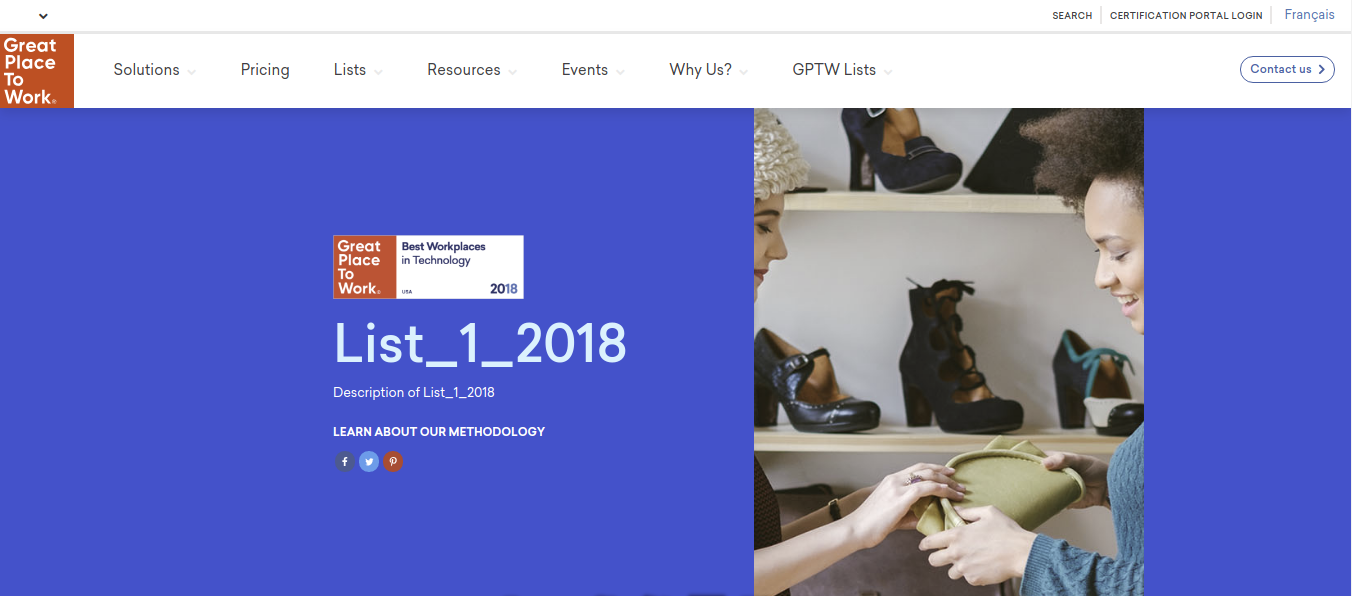 SEARCH
CERTIFICATION PORTAL LOGIN
Français
Great
Place
To
Work®
Solutions
Pricing
Lists
Resources
Events
Why Us?
GPTW Lists
Contact us
Great
Place
To
Work®
Best Workplaces
in Technology
USA
2018
List_1_2018
Description of List_1_2018
LEARN ABOUT OUR METHODOLOGY